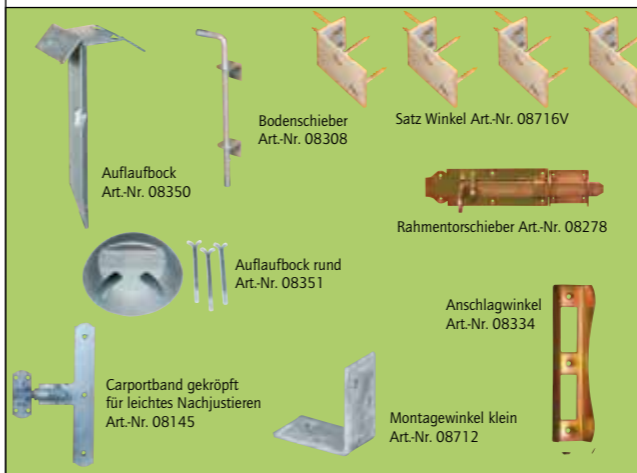 Bodenschieber
Art.-Nr. 08308
Satz Winkel Art.-Nr. 08716V
Auflaufbock
Art.-Nr. 08350
Rahmentorschieber Art.-Nr. 08278
Auflaufbock rund
Art.-Nr. 08351
Anschlagwinkel
Art.-Nr. 08334
Carportband gekröpft
für leichtes Nachjustieren
Art.-Nr. 08145
Montagewinkel klein
Art.-Nr. 08712